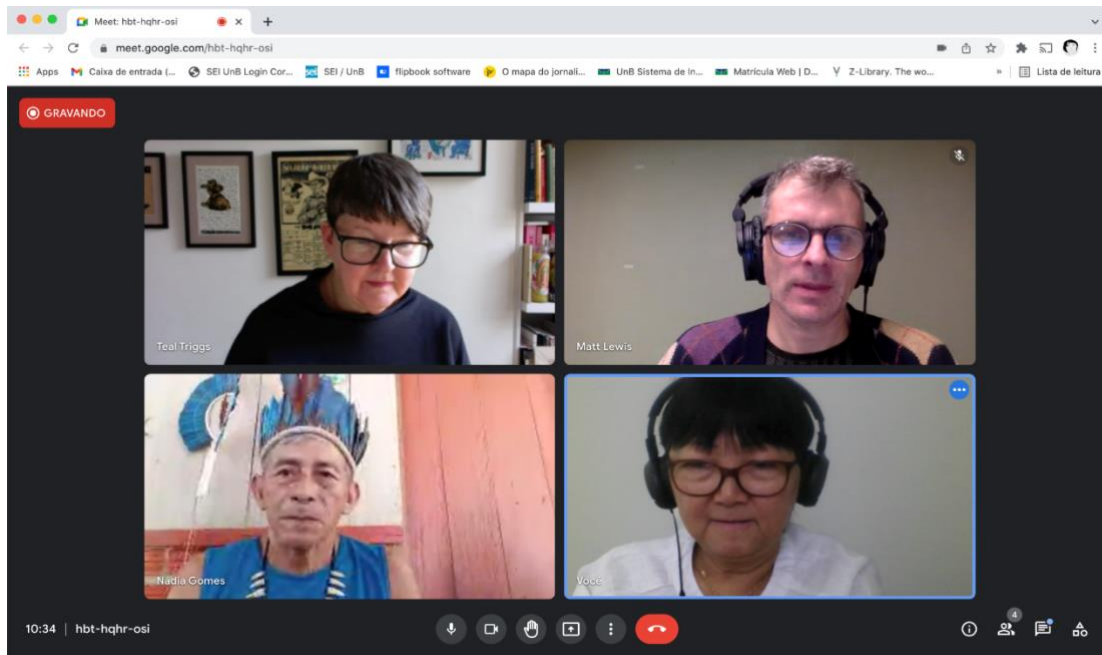 Meet: hbt-hqhr-osi
meet.google.com/hbt-hqhr-osi
Apps Caixa de entrada (... SEI UnB Login Cor... SEI / UnB flipbook software O mapa do jornali... UnB Sistema de In... Matrícula Web | D... Z-Library. The wo... » Lista de leitura
GRAVANDO
Teal Triggs
Matt Lewis
Nádia Gomes
Você
10:34 | hbt-hqhr-osi
4